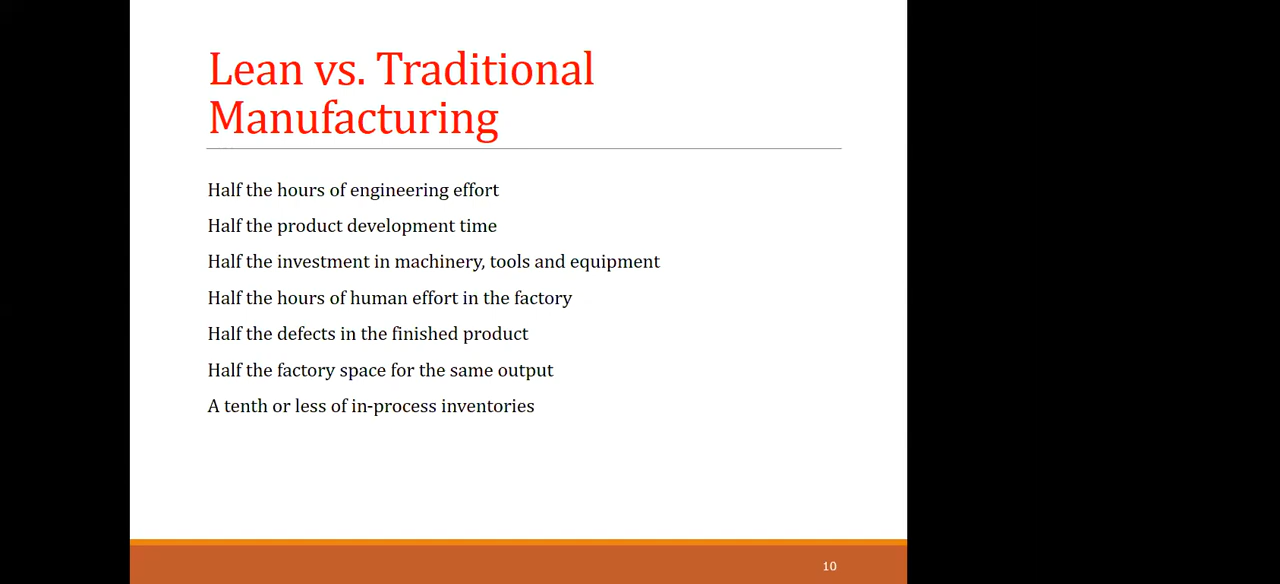 Lean vs. Traditional
Manufacturing
Half the hours of engineering effort
Half the product development time
Half the investment in machinery, tools and equipment
Half the hours of human effort in the factory
Half the defects in the finished product
Half the factory space for the same output
A tenth or less of in-process inventories
10